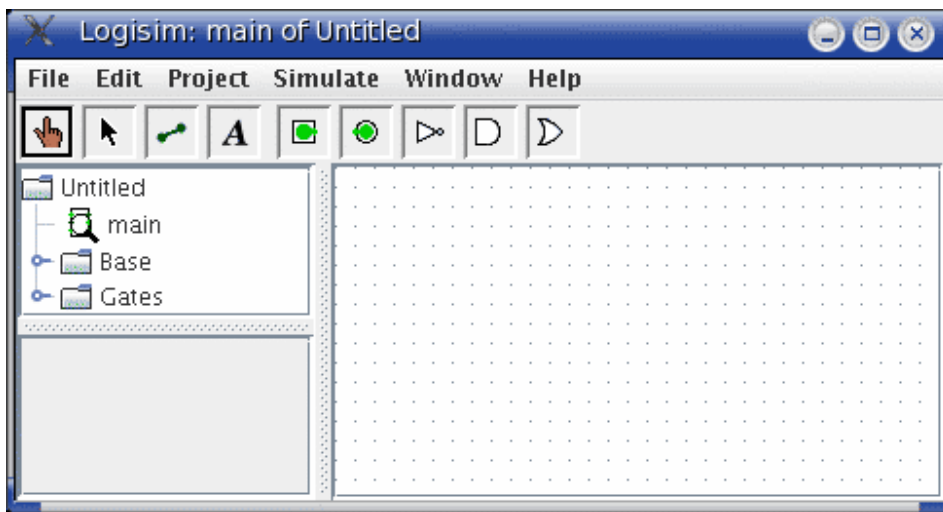 Logisim: main of Untitled
File Edit Project Simulate Window Help
A
Untitled
main
Base
Gates